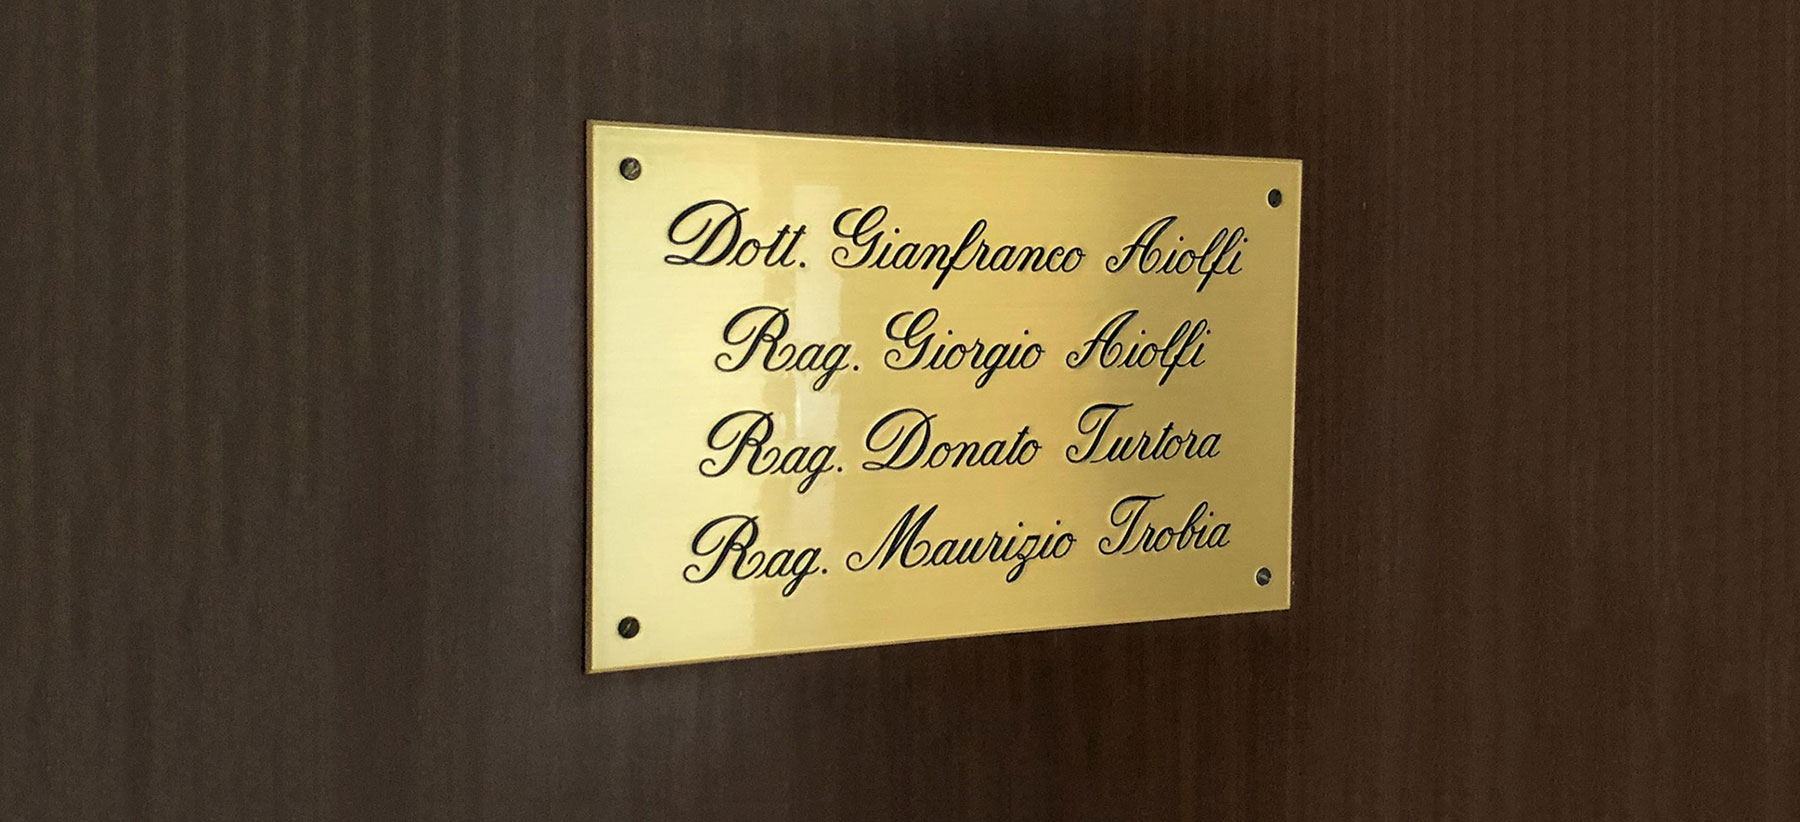 Dott. Gianfranco Aiolfi
Rag. Giorgio Aiolfi
Rag. Donato Turtora
Rag. Maurizio Trobia